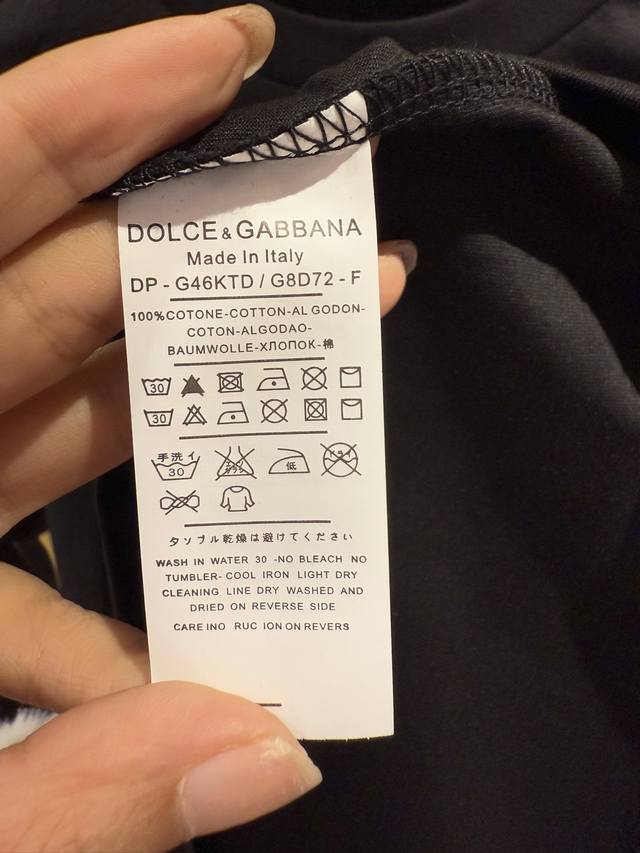 DOLCE & GABBANA
Made In Italy
DP - G46KTD / G8D72 - F
100%COTONE-COTTON-AL GODON-
COTON-ALGODAO-
BAUMWOLLE-ХЛОПОК-棉
30
30
手洗イ
30
低
タンブル乾燥は避けてください
WASH IN WATER 30 -NO BLEACH NO
TUMBLER- COOL IRON LIGHT DRY
CLEANING LINE DRY WASHED AND
DRIED ON REVERSE SIDE
CARE INO RUC ION ON REVERS